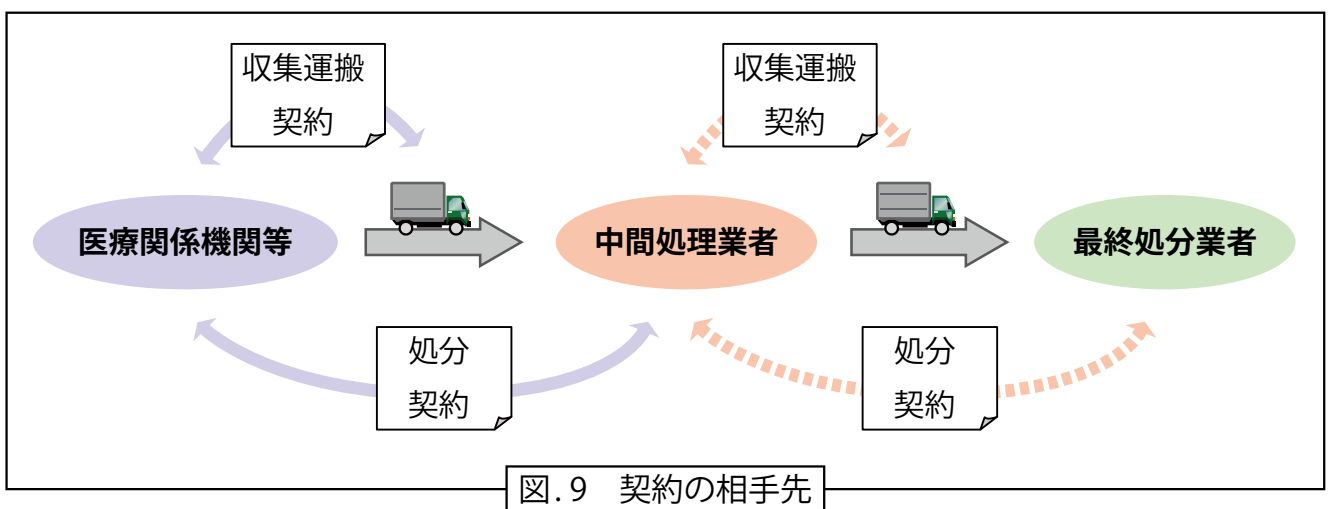 収集運搬
契約
収集運搬
契約
医療関係機関等
中間処理業者
最終処分業者
処分
契約
処分
契約
図.9　契約の相手先